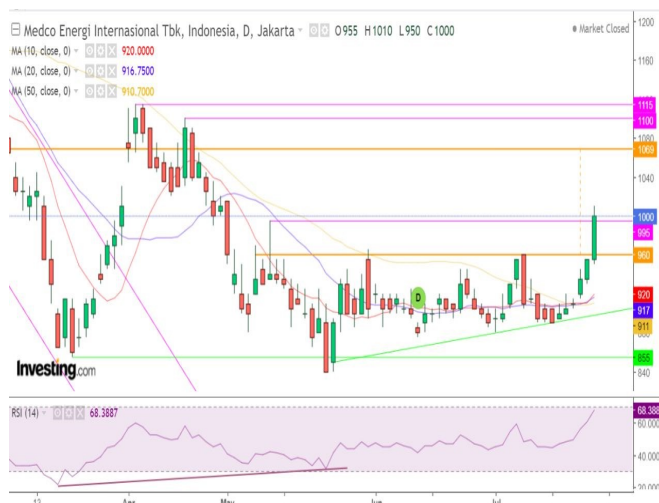 Medco Energi Internasional Tbk, Indonesia, D, Jakarta O955 H1010 L950 C1000 Market Closed
MA (10, close, 0) 920.0000
MA (20, close, 0) 916.7500
MA (50, close, 0) 910.7000
1200
1160
1115
1100
1069
1040
1000
995
960
920
917
911
855
840
D
Investing.com
RSI (14) 68.3887
68.388
60.000
40.000
20.000
Jun